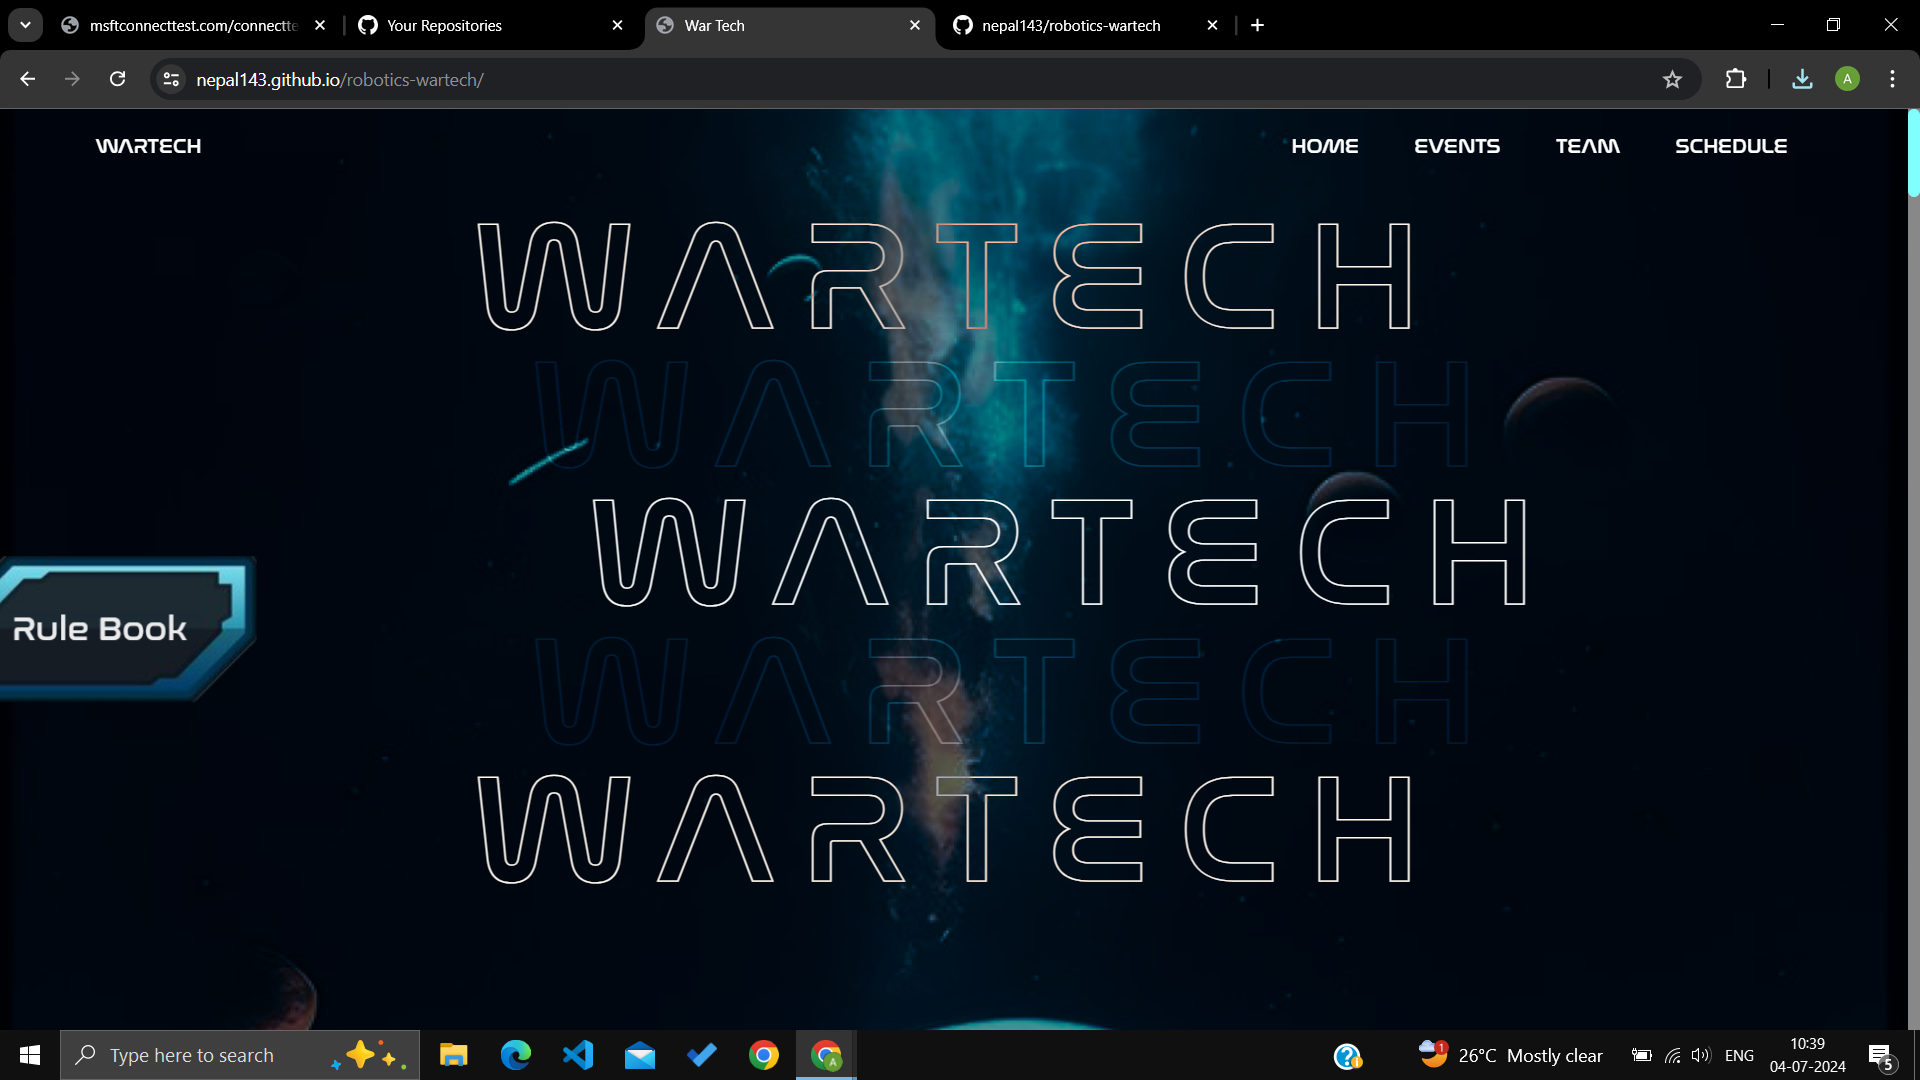 msftconnecttest.com/connectte
Your Repositories
War Tech
nepal143/robotics-wartech
nepal143.github.io/robotics-wartech/
A
WARTECH
HOME
EVENTS
TEAM
SCHEDULE
WARTECH
WARTECH
WARTECH
Rule Book
WARTECH
WARTECH
Type here to search
A
1
26°C Mostly clear
ENG
10:39
04-07-2024
5